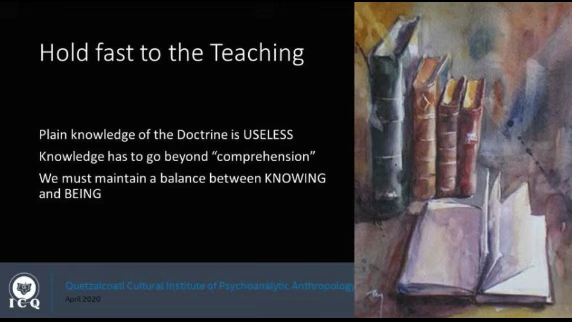 Hold fast to the Teaching
Plain knowledge of the Doctrine is USELESS
Knowledge has to go beyond “comprehension”
We must maintain a balance between KNOWING
and BEING
Quetzalcoatl Cultural Institute of Psychoanalytic Anthropology
April 2020
ICQ